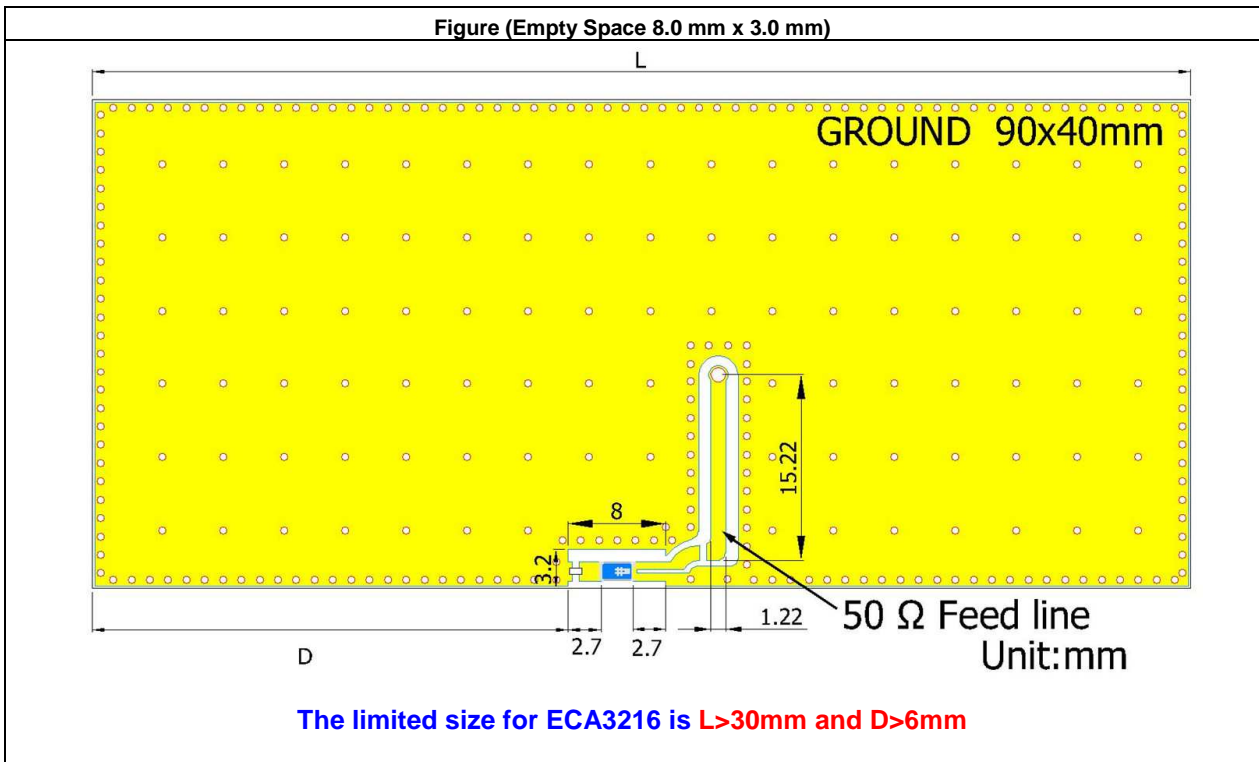 Figure (Empty Space 8.0 mm x 3.0 mm)
L
GROUND 90x40mm
15.22
8
3.2
#
1.22
50 Ω Feed line
2.7
2.7
Unit:mm
D
The limited size for ECA3216 is L>30mm and D>6mm